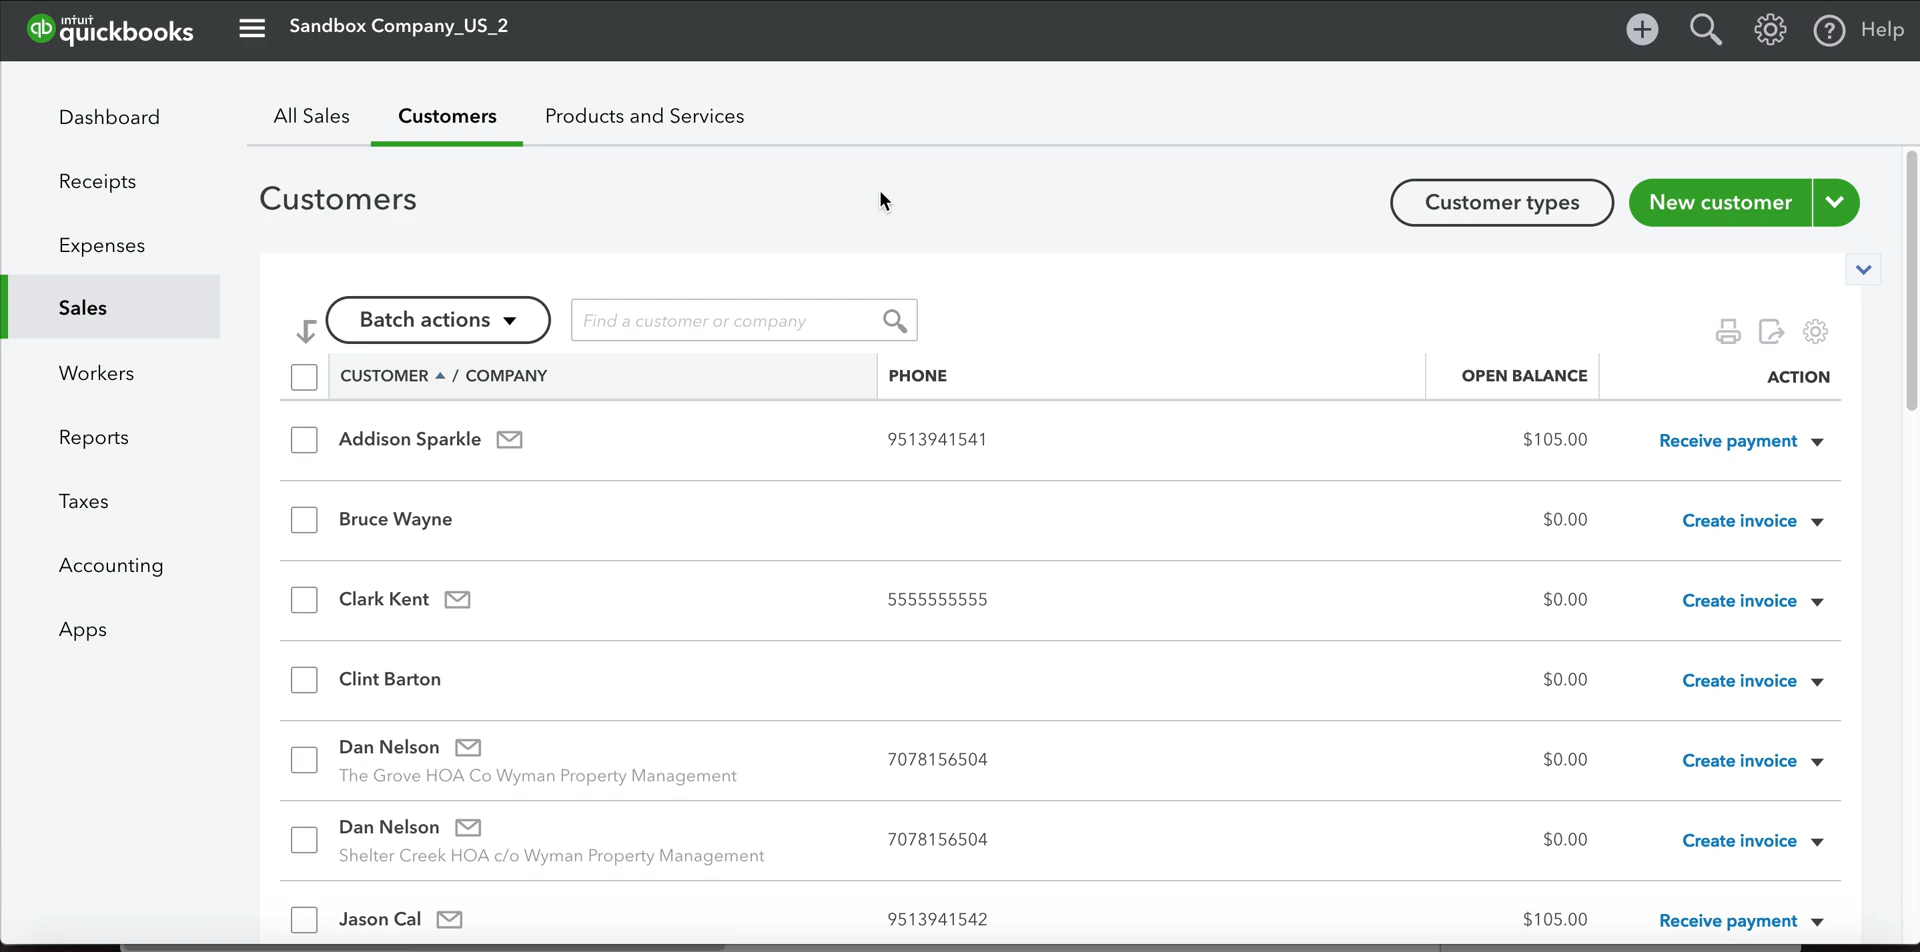 intuit
qb quickbooks
Sandbox Company_US_2
Help
Dashboard
Receipts
Expenses
Sales
Workers
Reports
Taxes
Accounting
Apps
All Sales Customers Products and Services
Customers
Customer types
New customer
Batch actions
Find a customer or company
CUSTOMER / COMPANY PHONE OPEN BALANCE ACTION
Addison Sparkle 9513941541 $105.00 Receive payment
Bruce Wayne $0.00 Create invoice
Clark Kent 5555555555 $0.00 Create invoice
Clint Barton $0.00 Create invoice
Dan Nelson 7078156504 $0.00 Create invoice
The Grove HOA Co Wyman Property Management
Dan Nelson 7078156504 $0.00 Create invoice
Shelter Creek HOA c/o Wyman Property Management
Jason Cal 9513941542 $105.00 Receive payment